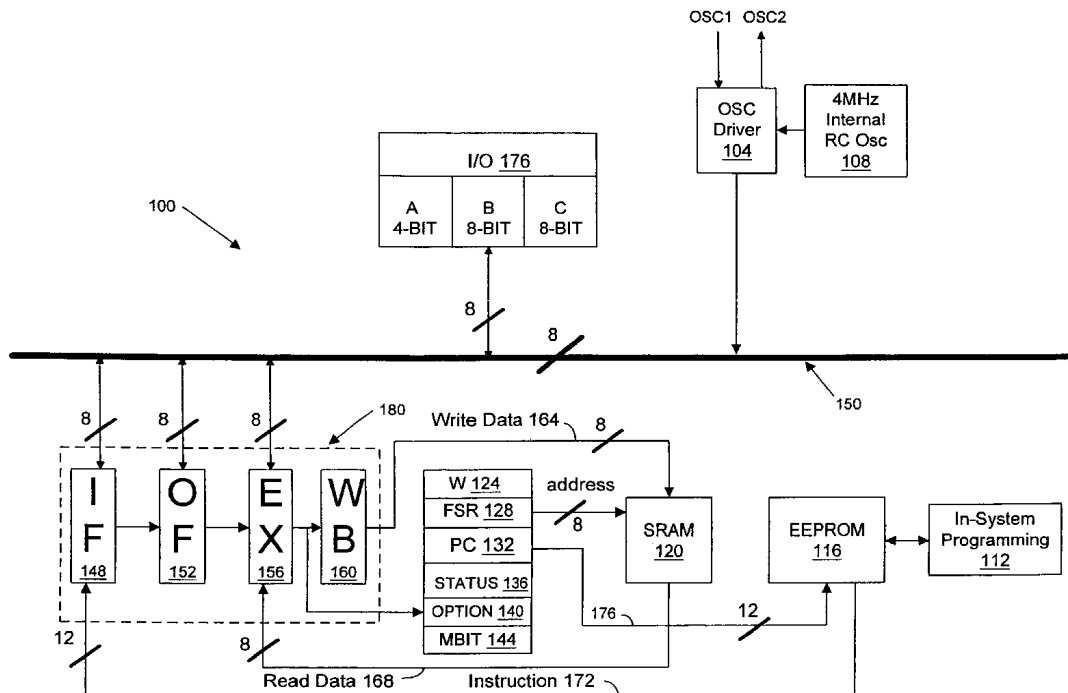 OSC1 OSC2
OSC
Driver
104
4MHz
Internal
RC Osc
108
I/O 176
A
4-BIT
B
8-BIT
C
8-BIT
100
8
8
150
8
8
8
180
Write Data 164
8
I
F
148
O
F
152
E
X
156
W
B
160
W 124
FSR 128
PC 132
STATUS 136
OPTION 140
MBIT 144
address
8
SRAM
120
EEPROM
116
In-System
Programming
112
12
8
176
12
Read Data 168
Instruction 172